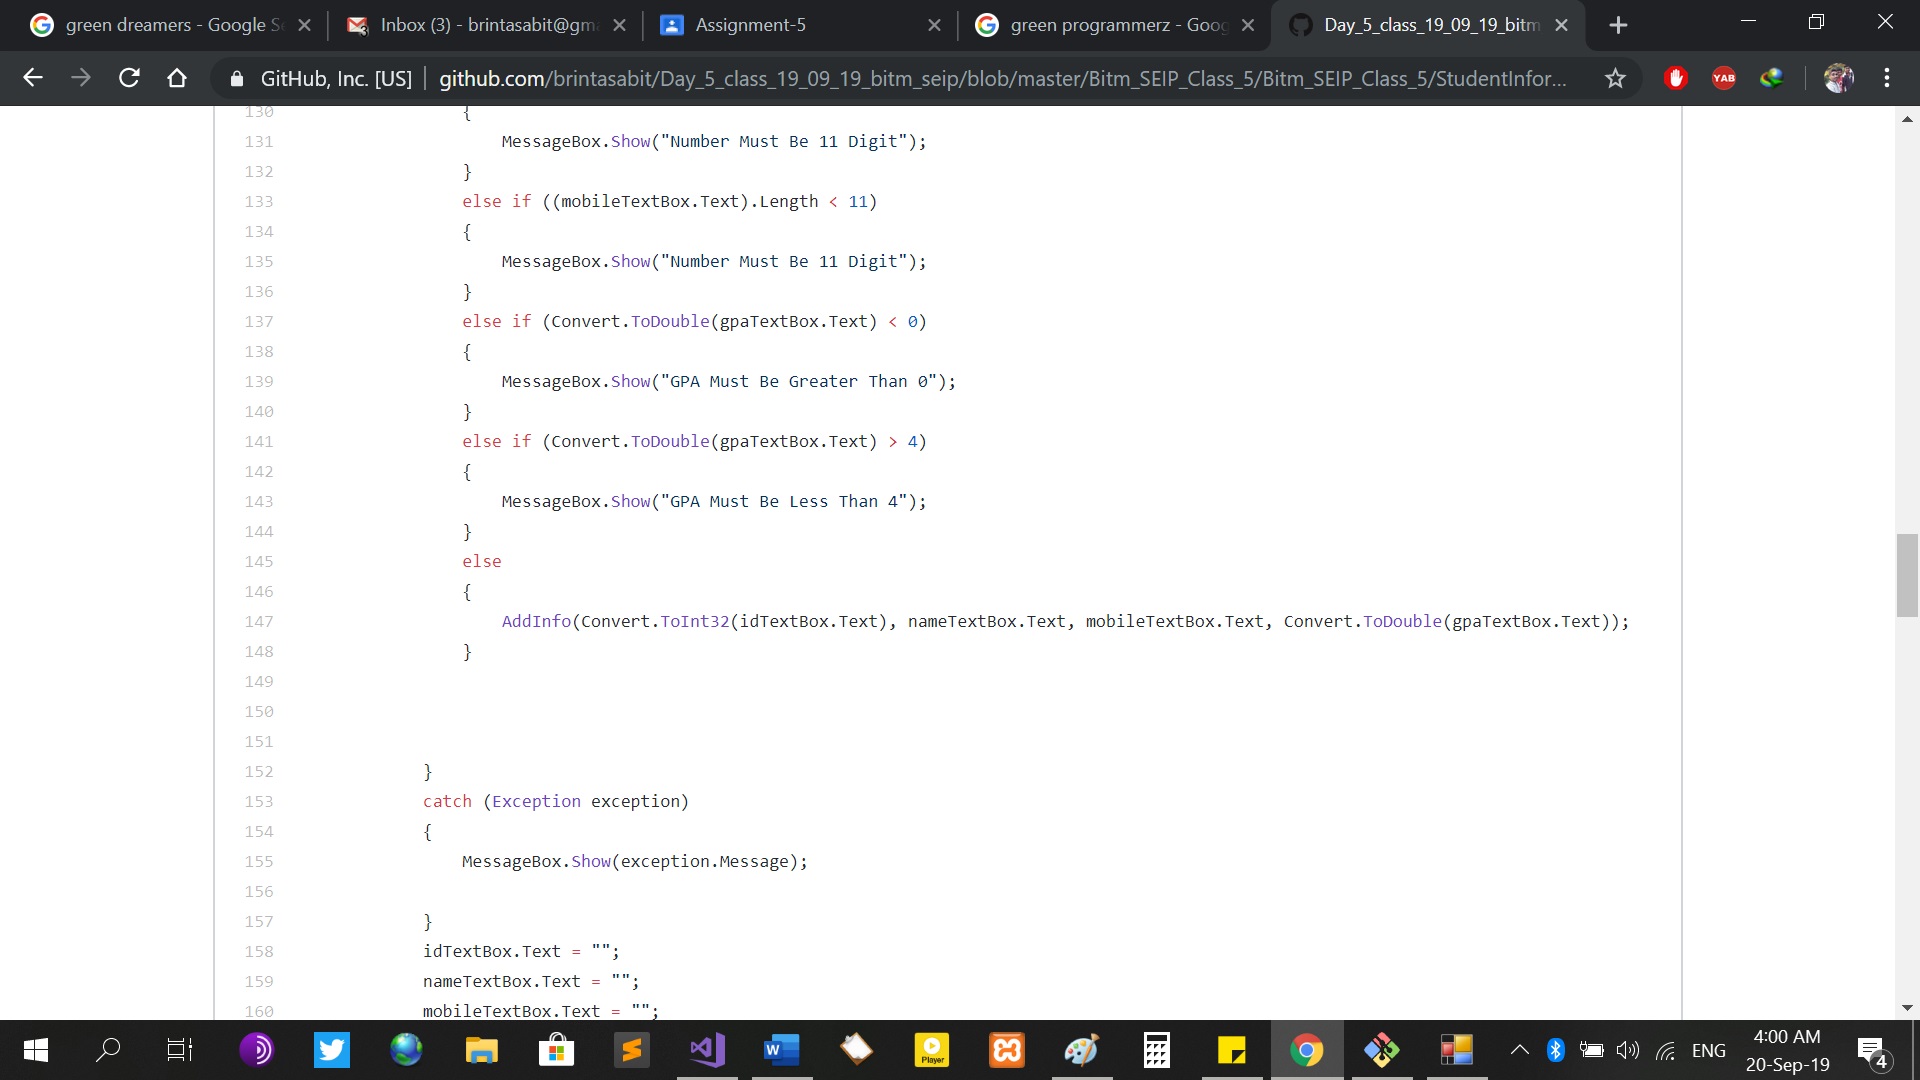 green dreamers - Google Se
Inbox (3) - brintasabit@gma
Assignment-5
green programmerz - Goog
Day_5_class_19_09_19_bitm
GitHub, Inc. [US] github.com/brintasabit/Day_5_class_19_09_19_bitm_seip/blob/master/Bitm_SEIP_Class_5/Bitm_SEIP_Class_5/StudentInfor...
YAB
130 {
131 MessageBox.Show("Number Must Be 11 Digit");
132 }
133 else if ((mobileTextBox.Text).Length < 11)
134 {
135 MessageBox.Show("Number Must Be 11 Digit");
136 }
137 else if (Convert.ToDouble(gpaTextBox.Text) < 0)
138 {
139 MessageBox.Show("GPA Must Be Greater Than 0");
140 }
141 else if (Convert.ToDouble(gpaTextBox.Text) > 4)
142 {
143 MessageBox.Show("GPA Must Be Less Than 4");
144 }
145 else
146 {
147 AddInfo(Convert.ToInt32(idTextBox.Text), nameTextBox.Text, mobileTextBox.Text, Convert.ToDouble(gpaTextBox.Text));
148 }
149
150
151
152 }
153 catch (Exception exception)
154 {
155 MessageBox.Show(exception.Message);
156
157 }
158 idTextBox.Text = "";
159 nameTextBox.Text = "";
160 mobileTextBox.Text = "";
Player
ENG
4:00 AM
20-Sep-19
4